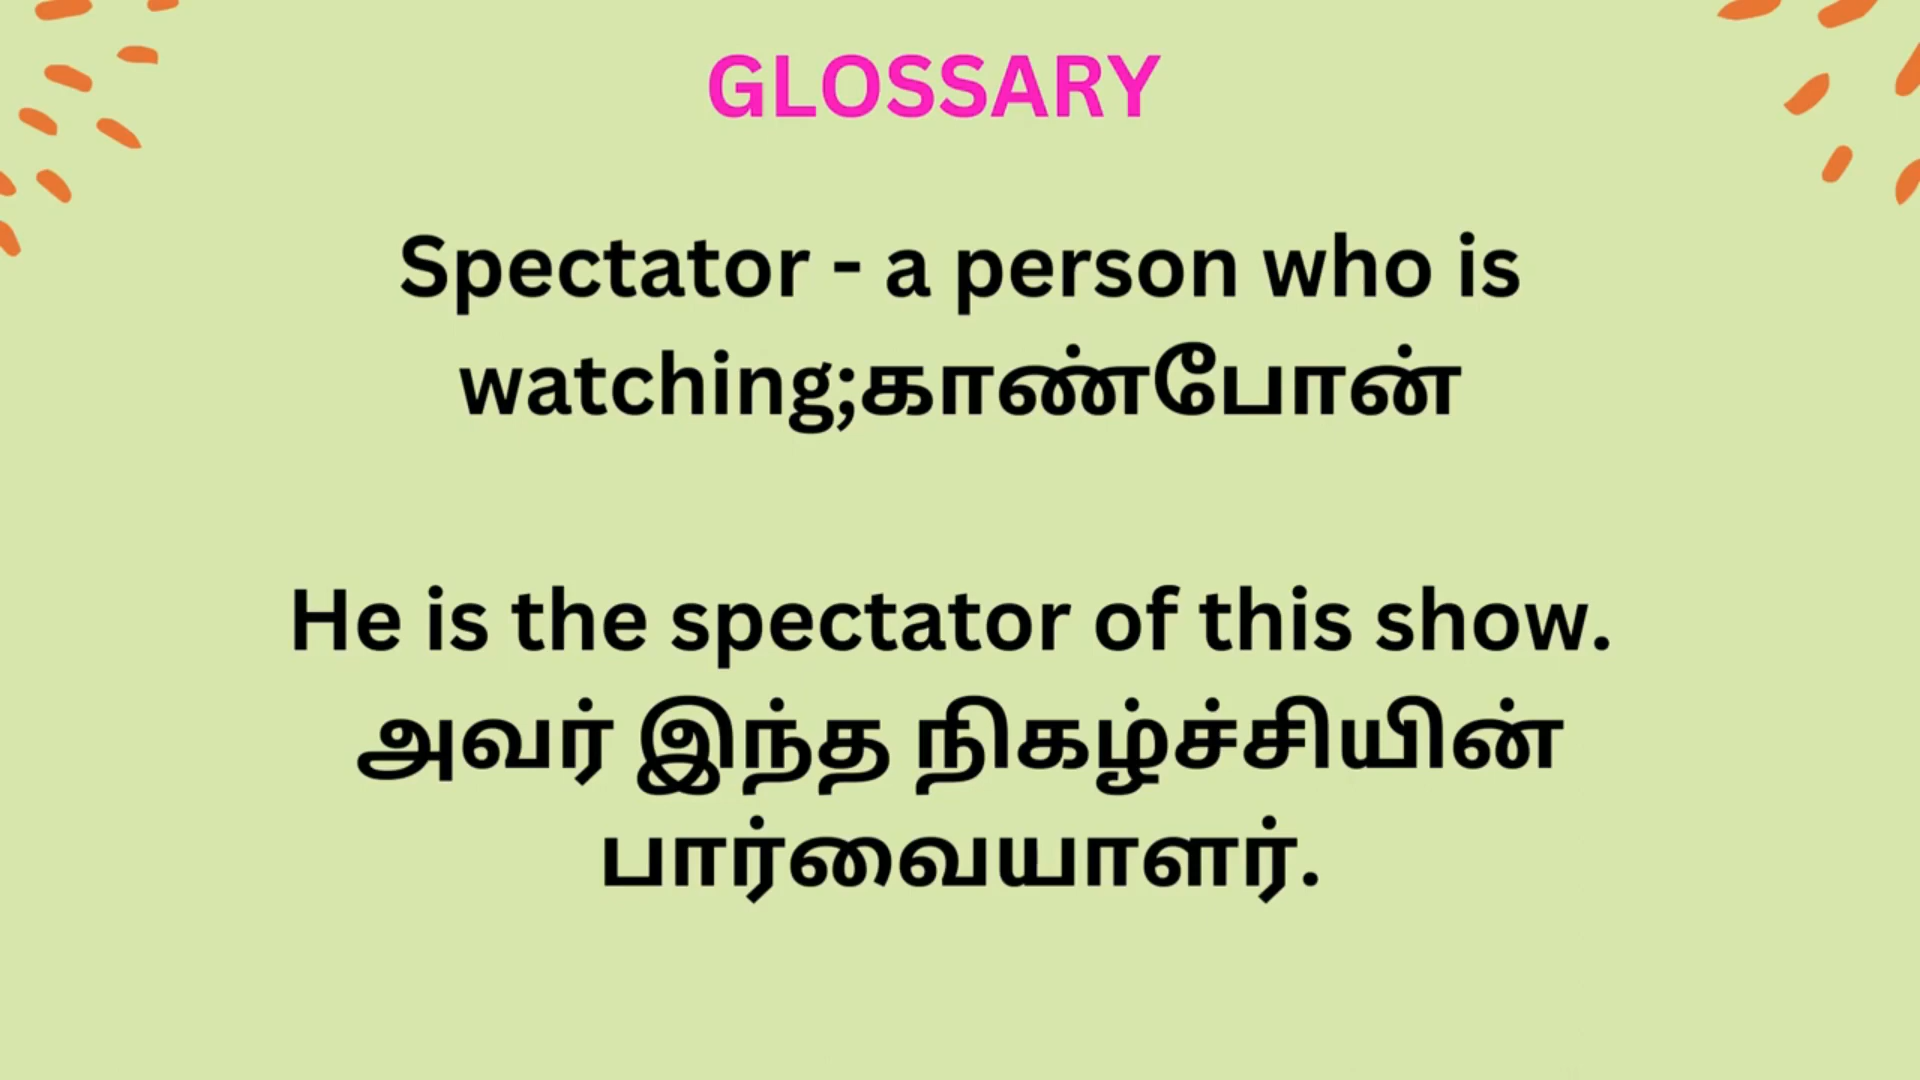 GLOSSARY
Spectator - a person who is
watching;காண்போன்
He is the spectator of this show.
அவர் இந்த நிகழ்ச்சியின்
பார்வையாளர்.